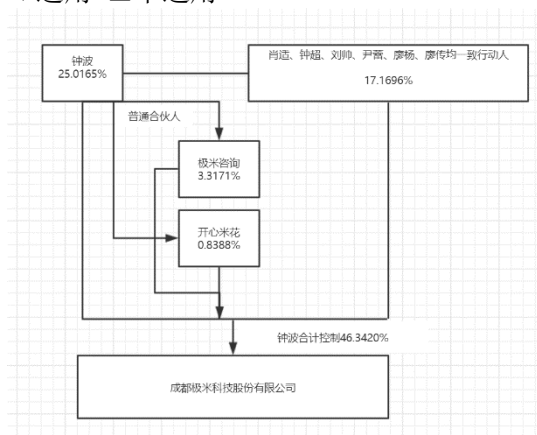 钟波
25.0165%
肖适、钟超、刘帅、尹蕾、廖杨、廖传均一致行动人
17.1696%
普通合伙人
极米咨询
3.3171%
开心米花
0.8388%
钟波合计控制46.3420%
成都极米科技股份有限公司